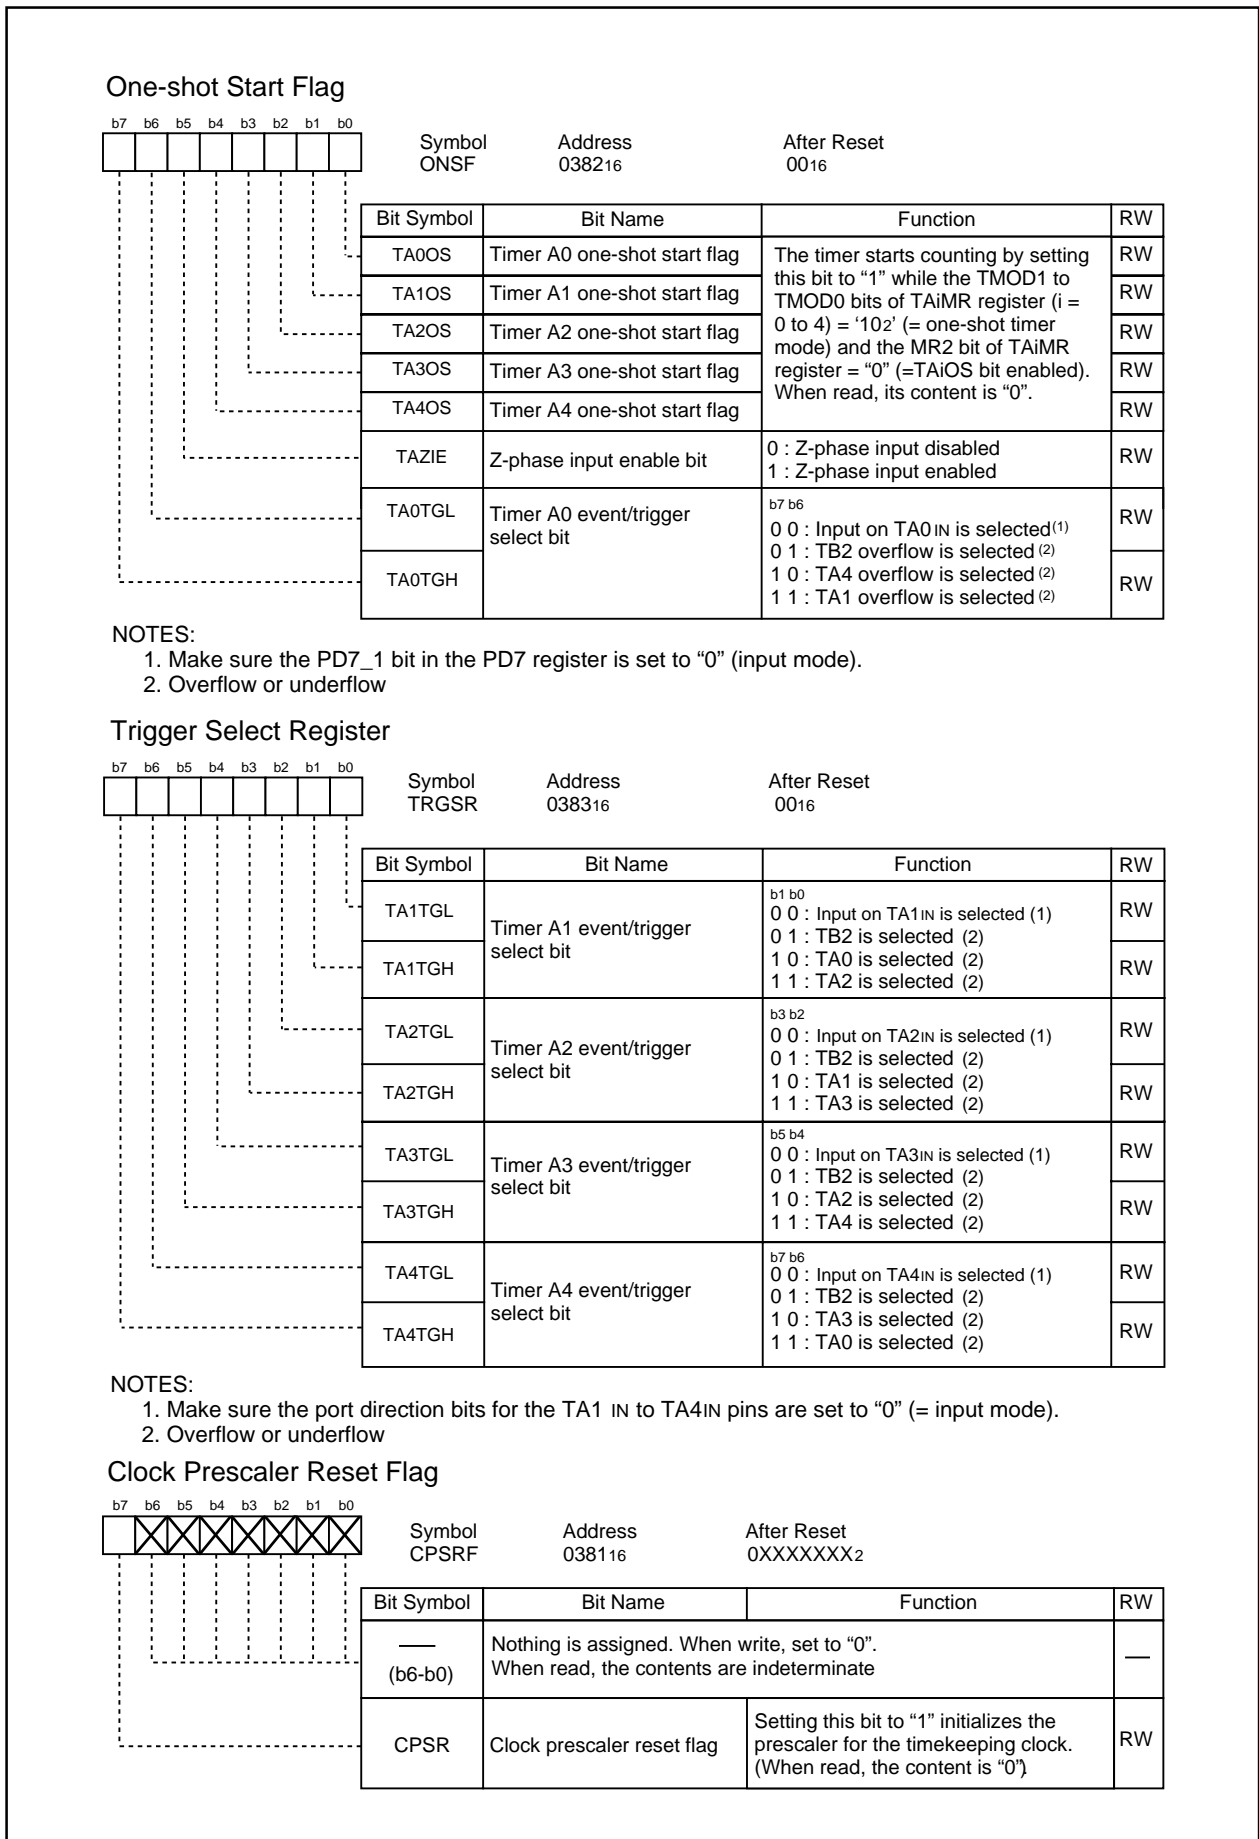 One-shot Start Flag
b7 b6 b5 b4 b3 b2 b1 b0
Symbol Address After Reset
ONSF 038216 0016
Bit Symbol Bit Name Function RW
TA0OS Timer A0 one-shot start flag RW
TA1OS Timer A1 one-shot start flag RW
TA2OS Timer A2 one-shot start flag RW
TA3OS Timer A3 one-shot start flag RW
TA4OS Timer A4 one-shot start flag RW
The timer starts counting by setting
this bit to “1” while the TMOD1 to
TMOD0 bits of TAiMR register (i =
0 to 4) = ‘102’ (= one-shot timer
mode) and the MR2 bit of TAiMR
register = “0” (=TAiOS bit enabled).
When read, its content is “0”.
TAZIE Z-phase input enable bit RW
0 : Z-phase input disabled
1 : Z-phase input enabled
TA0TGL RW
TA0TGH RW
Timer A0 event/trigger
select bit
b7 b6
0 0 : Input on TA0IN is selected(1)
0 1 : TB2 overflow is selected (2)
1 0 : TA4 overflow is selected (2)
1 1 : TA1 overflow is selected (2)
NOTES:
1. Make sure the PD7_1 bit in the PD7 register is set to “0” (input mode).
2. Overflow or underflow
Trigger Select Register
b7 b6 b5 b4 b3 b2 b1 b0
Symbol Address After Reset
TRGSR 038316 0016
Bit Symbol Bit Name Function RW
TA1TGL RW
TA1TGH RW
Timer A1 event/trigger
select bit
b1 b0
0 0 : Input on TA1IN is selected (1)
0 1 : TB2 is selected (2)
1 0 : TA0 is selected (2)
1 1 : TA2 is selected (2)
TA2TGL RW
TA2TGH RW
Timer A2 event/trigger
select bit
b3 b2
0 0 : Input on TA2IN is selected (1)
0 1 : TB2 is selected (2)
1 0 : TA1 is selected (2)
1 1 : TA3 is selected (2)
TA3TGL RW
TA3TGH RW
Timer A3 event/trigger
select bit
b5 b4
0 0 : Input on TA3IN is selected (1)
0 1 : TB2 is selected (2)
1 0 : TA2 is selected (2)
1 1 : TA4 is selected (2)
TA4TGL RW
TA4TGH RW
Timer A4 event/trigger
select bit
b7 b6
0 0 : Input on TA4IN is selected (1)
0 1 : TB2 is selected (2)
1 0 : TA3 is selected (2)
1 1 : TA0 is selected (2)
NOTES:
1. Make sure the port direction bits for the TA1 IN to TA4IN pins are set to “0” (= input mode).
2. Overflow or underflow
Clock Prescaler Reset Flag
b7 b6 b5 b4 b3 b2 b1 b0
Symbol Address After Reset
CPSRF 038116 0XXXXXXX2
Bit Symbol Bit Name Function RW
—
(b6-b0)
Nothing is assigned. When write, set to “0”.
When read, the contents are indeterminate
—
CPSR Clock prescaler reset flag RW
Setting this bit to “1” initializes the
prescaler for the timekeeping clock.
(When read, the content is “0”)